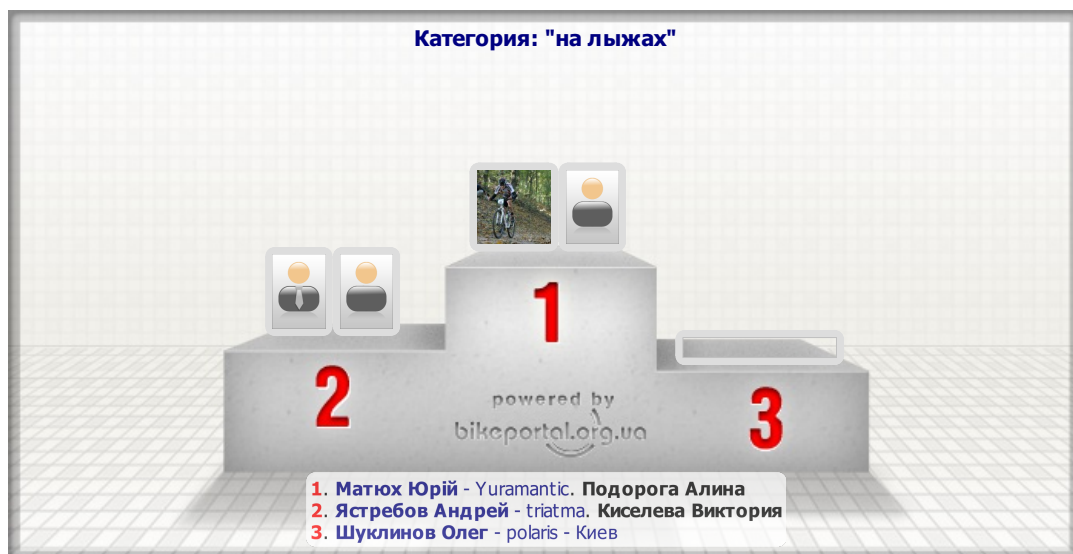 Категория: "на лыжах"
1
2
3
powered by
bikeportal.org.ua
1. Матюх Юрій - Yuramantic. Подорога Алина
2. Ястребов Андрей - triatma. Киселева Виктория
3. Шуклинов Олег - polaris - Киев